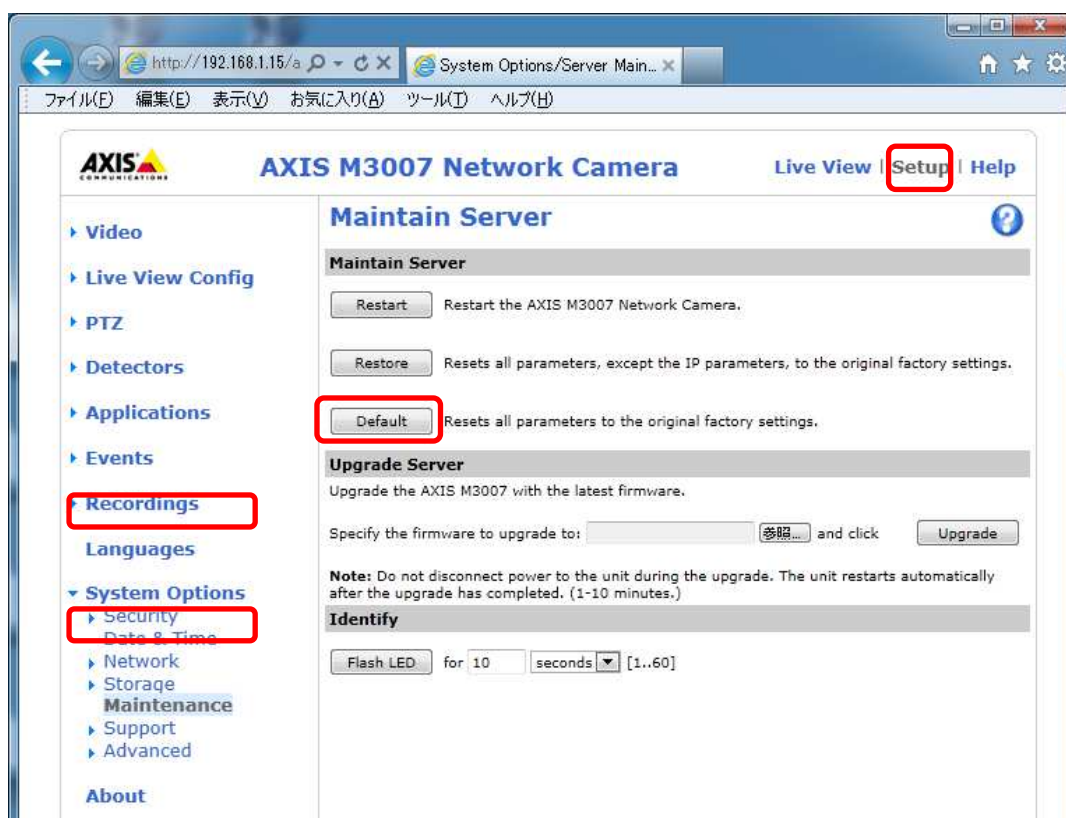 http://192.168.1.15/a
System Options/Server Main...
ファイル(F) 編集(E) 表示(V) お気に入り(A) ツール(T) ヘルプ(H)
AXIS
COMMUNICATIONS
AXIS M3007 Network Camera
Live View | Setup | Help
Video
Live View Config
PTZ
Detectors
Applications
Events
Recordings
Languages
System Options
Security
Date & Time
Network
Storage
Maintenance
Support
Advanced
About
Maintain Server
Maintain Server
Restart Restart the AXIS M3007 Network Camera.
Restore Resets all parameters, except the IP parameters, to the original factory settings.
Default Resets all parameters to the original factory settings.
Upgrade Server
Upgrade the AXIS M3007 with the latest firmware.
Specify the firmware to upgrade to: 参照... and click Upgrade
Note: Do not disconnect power to the unit during the upgrade. The unit restarts automatically
after the upgrade has completed. (1-10 minutes.)
Identify
Flash LED for 10 seconds [1..60]